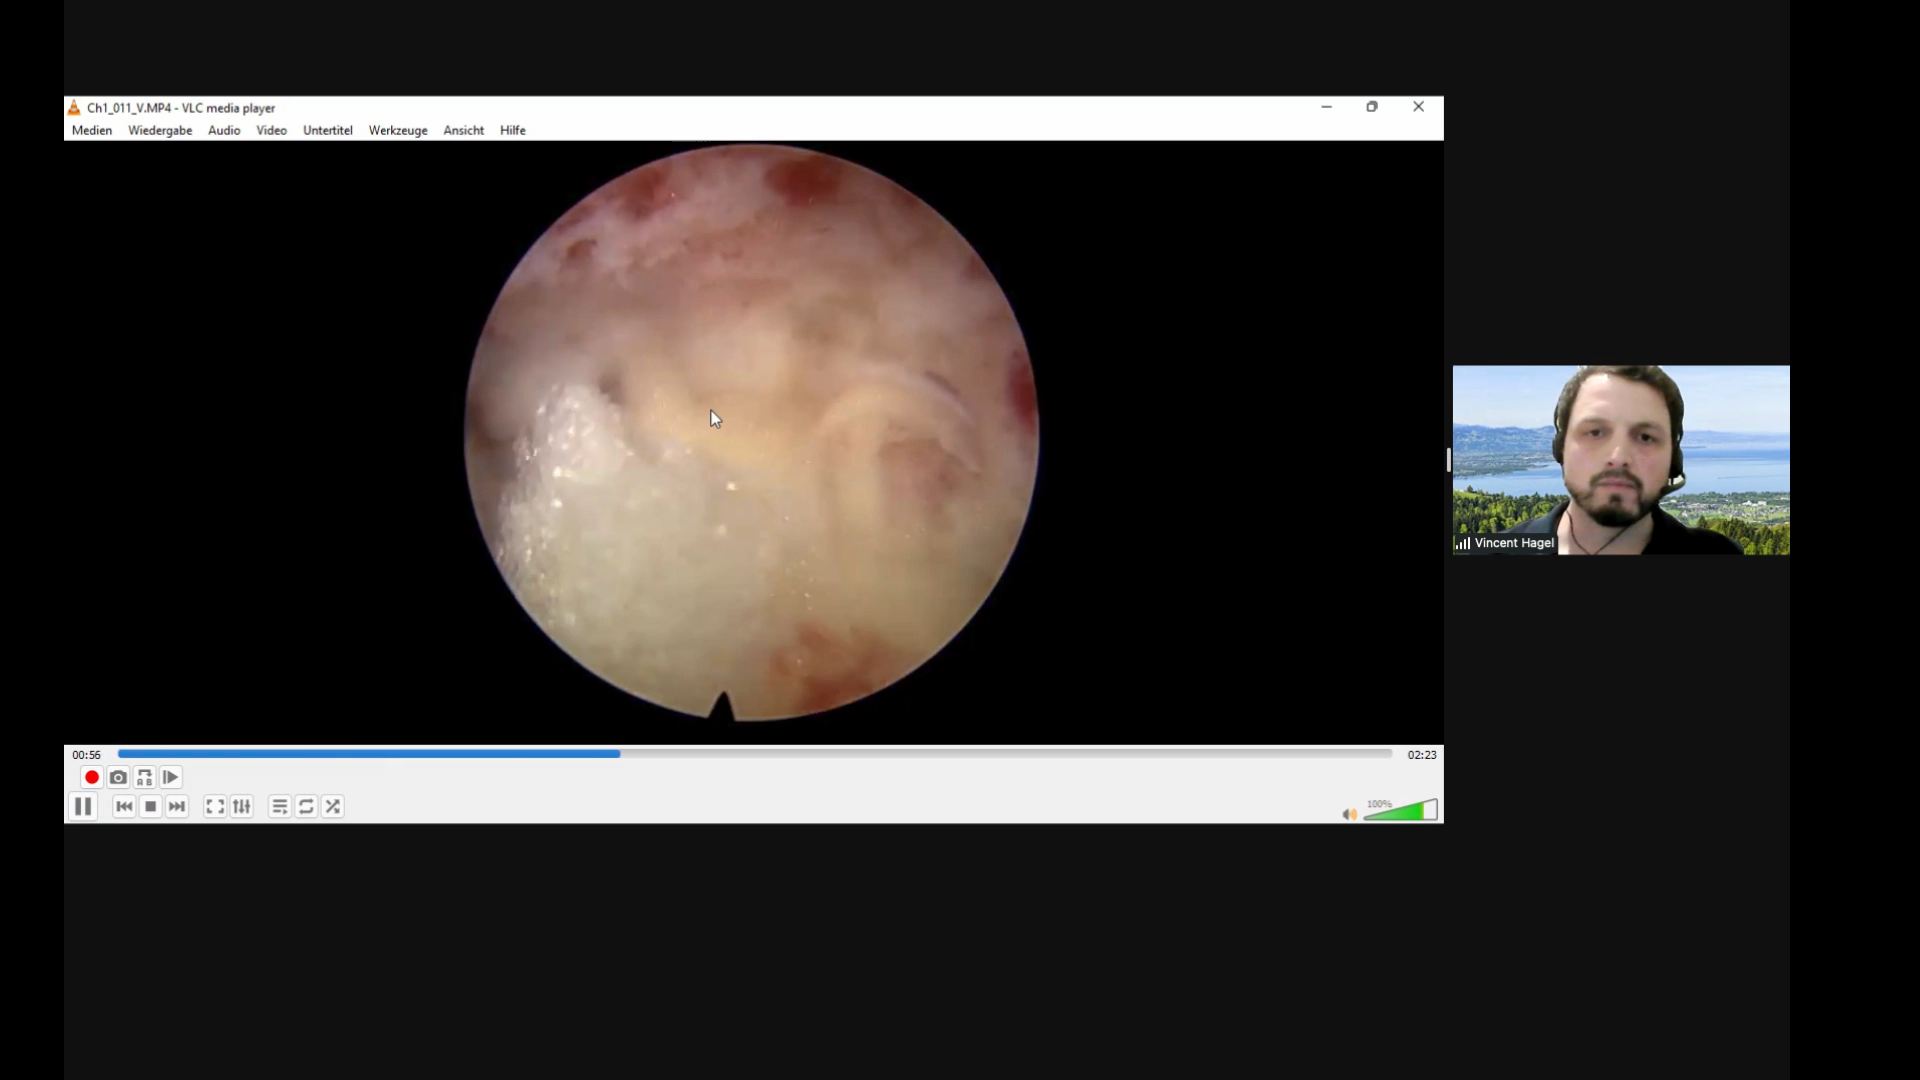 Ch1_011_V.MP4 - VLC media player
Medien Wiedergabe Audio Video Untertitel Werkzeuge Ansicht Hilfe
Vincent Hagel
00:56
02:23
A B
100%